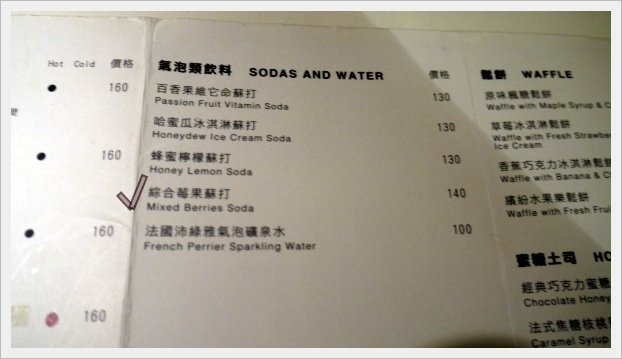 Hot Cold 價格
160
160
160
160
氣泡類飲料 SODAS AND WATER 價格
百香果維它命蘇打 130
Passion Fruit Vitamin Soda
哈蜜瓜冰淇淋蘇打 130
Honeydew Ice Cream Soda
蜂蜜檸檬蘇打 130
Honey Lemon Soda
綜合莓果蘇打 140
Mixed Berries Soda
法國沛綠雅氣泡礦泉水 100
French Perrier Sparkling Water
鬆餅 WAFFLE
原味楓糖鬆餅
Waffle with Maple Syrup & C
草莓冰淇淋鬆餅
Waffle with Fresh Strawbe
Ice Cream
香蕉巧克力冰淇淋鬆
Waffle with Banana & Ch
繽紛水果樂鬆餅
Waffle with Fresh Fruit
蜜糖土司 HO
經典巧克力蜜糖
Chocolate Honey
法式焦糖核桃
Caramel Syrup